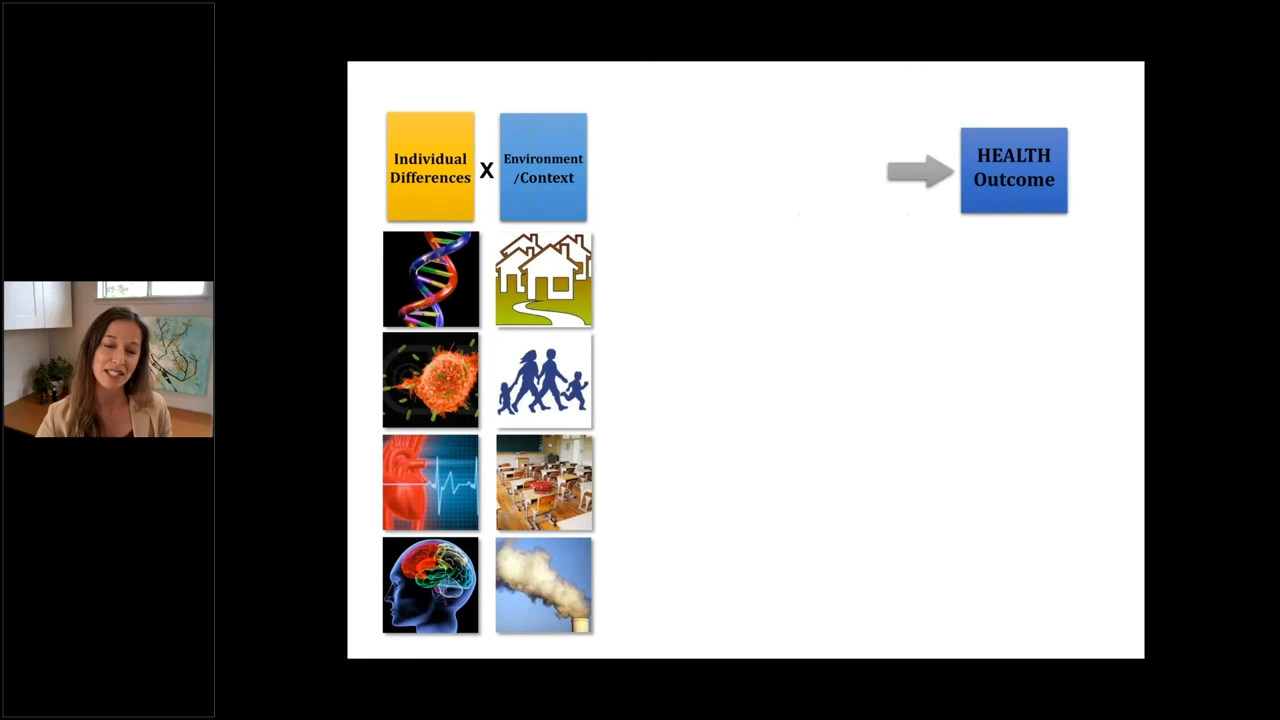 Individual
Differences
X
Environment
/Context
HEALTH
Outcome